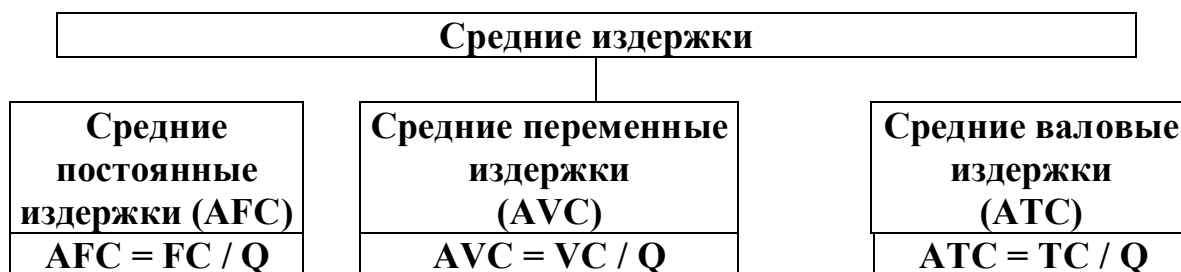 Средние издержки
Средние
постоянные
издержки (AFC)
AFC = FC / Q
Средние переменные
издержки
(AVC)
AVC = VC / Q
Средние валовые
издержки
(ATC)
ATC = TC / Q